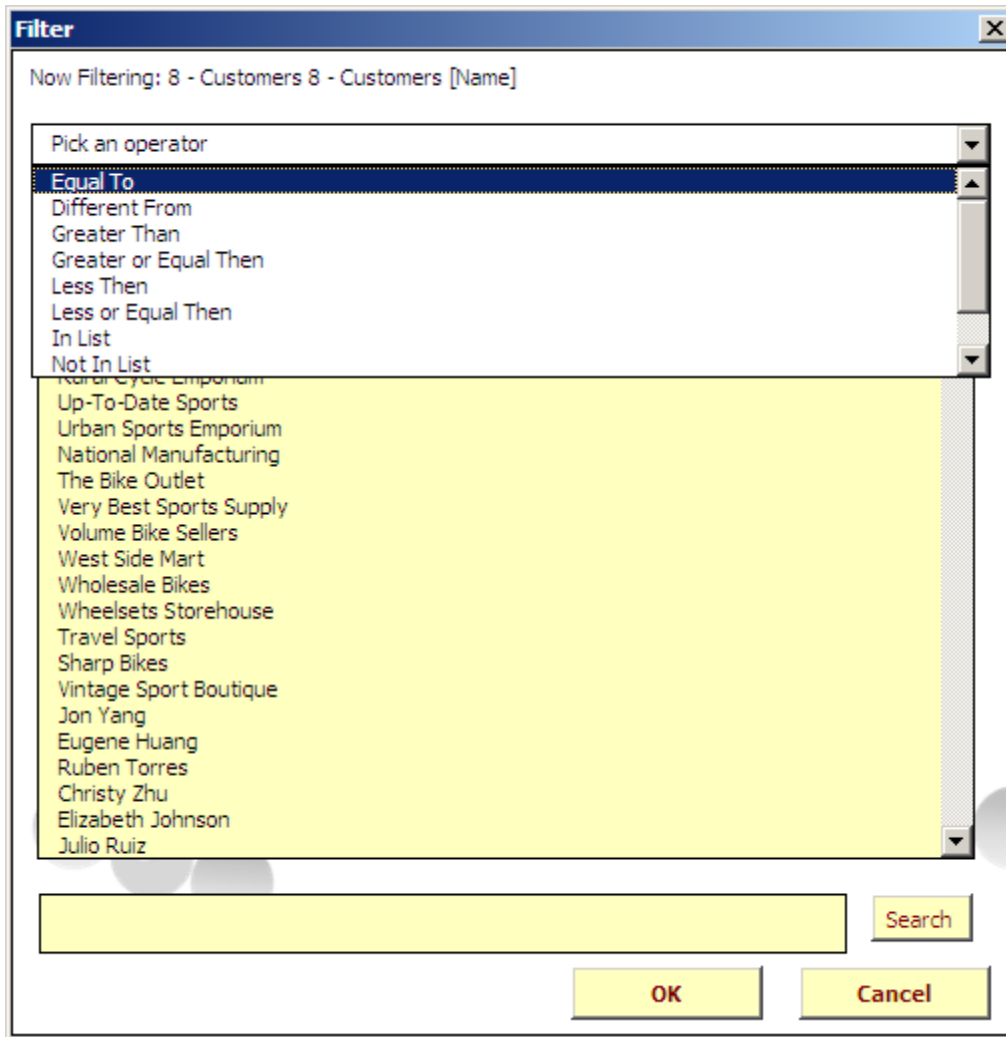 Filter
Now Filtering: 8 - Customers 8 - Customers [Name]
Pick an operator
Equal To
Different From
Greater Than
Greater or Equal Then
Less Then
Less or Equal Then
In List
Not In List
Rural Cycle Emporium
Up-To-Date Sports
Urban Sports Emporium
National Manufacturing
The Bike Outlet
Very Best Sports Supply
Volume Bike Sellers
West Side Mart
Wholesale Bikes
Wheelsets Storehouse
Travel Sports
Sharp Bikes
Vintage Sport Boutique
Jon Yang
Eugene Huang
Ruben Torres
Christy Zhu
Elizabeth Johnson
Julio Ruiz
Search
OK
Cancel